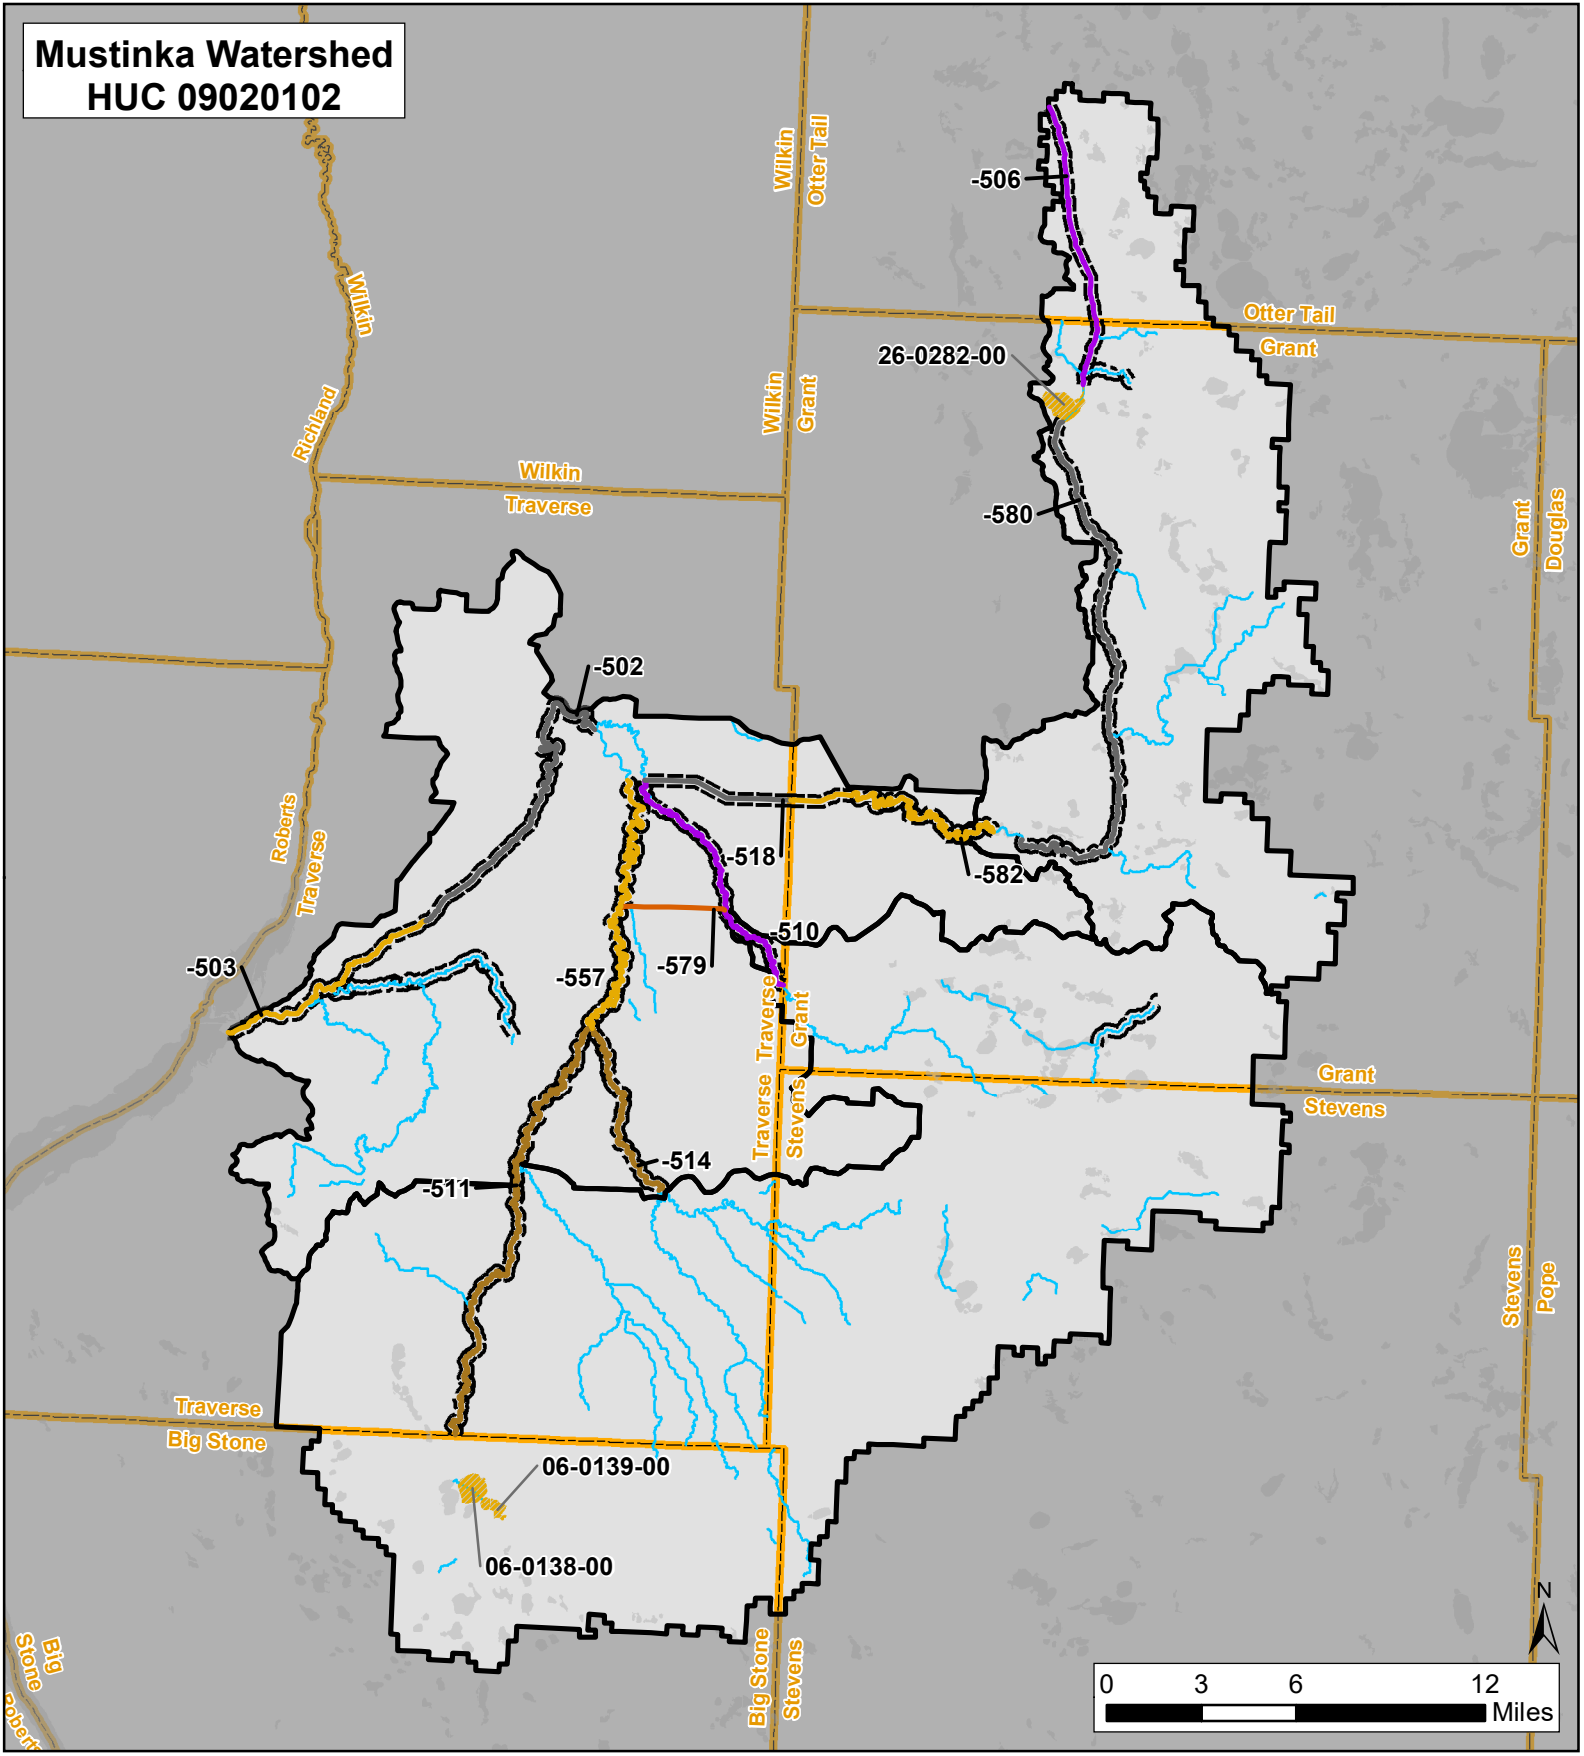 Mustinka Watershed
HUC 09020102
Wilkin
Otter Tail
-506
Wilkin
Otter Tail
Grant
26-0282-00
Wilkin
Grant
Richland
Wilkin
Traverse
-580
Grant
Douglas
-502
Roberts
Traverse
-518
-582
-510
-503
-557
-579
Traverse
Grant
Grant
Stevens
Traverse
Stevens
-514
-511
Stevens
Pope
Traverse
Big Stone
06-0139-00
06-0138-00
N
Big
Stone
Roberts
Big Stone
Stevens
0 3 6 12
Miles